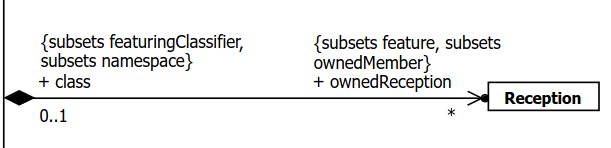 {subsets featuringClassifier,
subsets namespace}
+ class
0..1
{subsets feature, subsets
ownedMember}
+ ownedReception
*
Reception